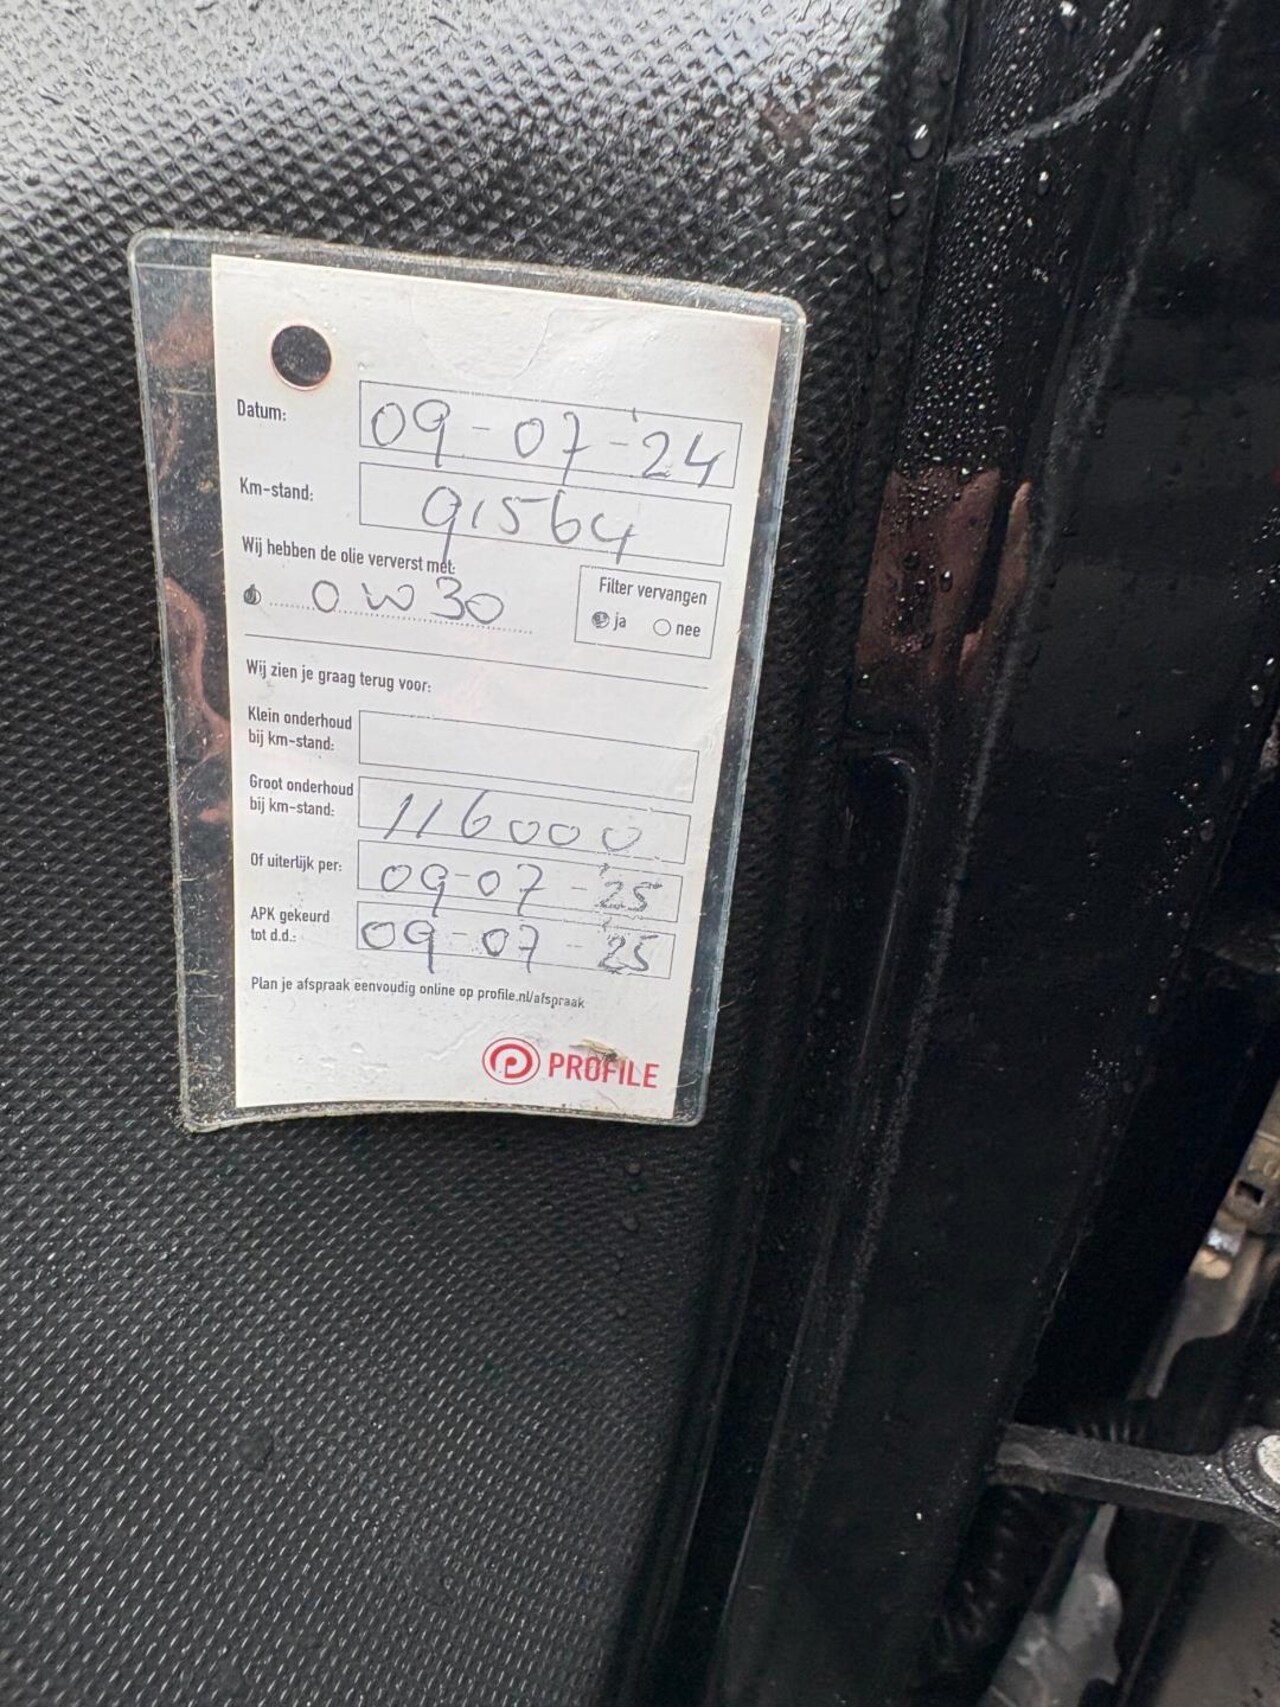 Datum: 09-07-'24
Km-stand: 91564
Wij hebben de olie ververst met:
0W30
Filter vervangen
ja nee
Wij zien je graag terug voor:
Klein onderhoud
bij km-stand:
Groot onderhoud
bij km-stand: 116000
Of uiterlijk per: 09-07-'25
APK gekeurd
tot d.d.: 09-07-'25
Plan je afspraak eenvoudig online op profile.nl/afspraak
PROFILE